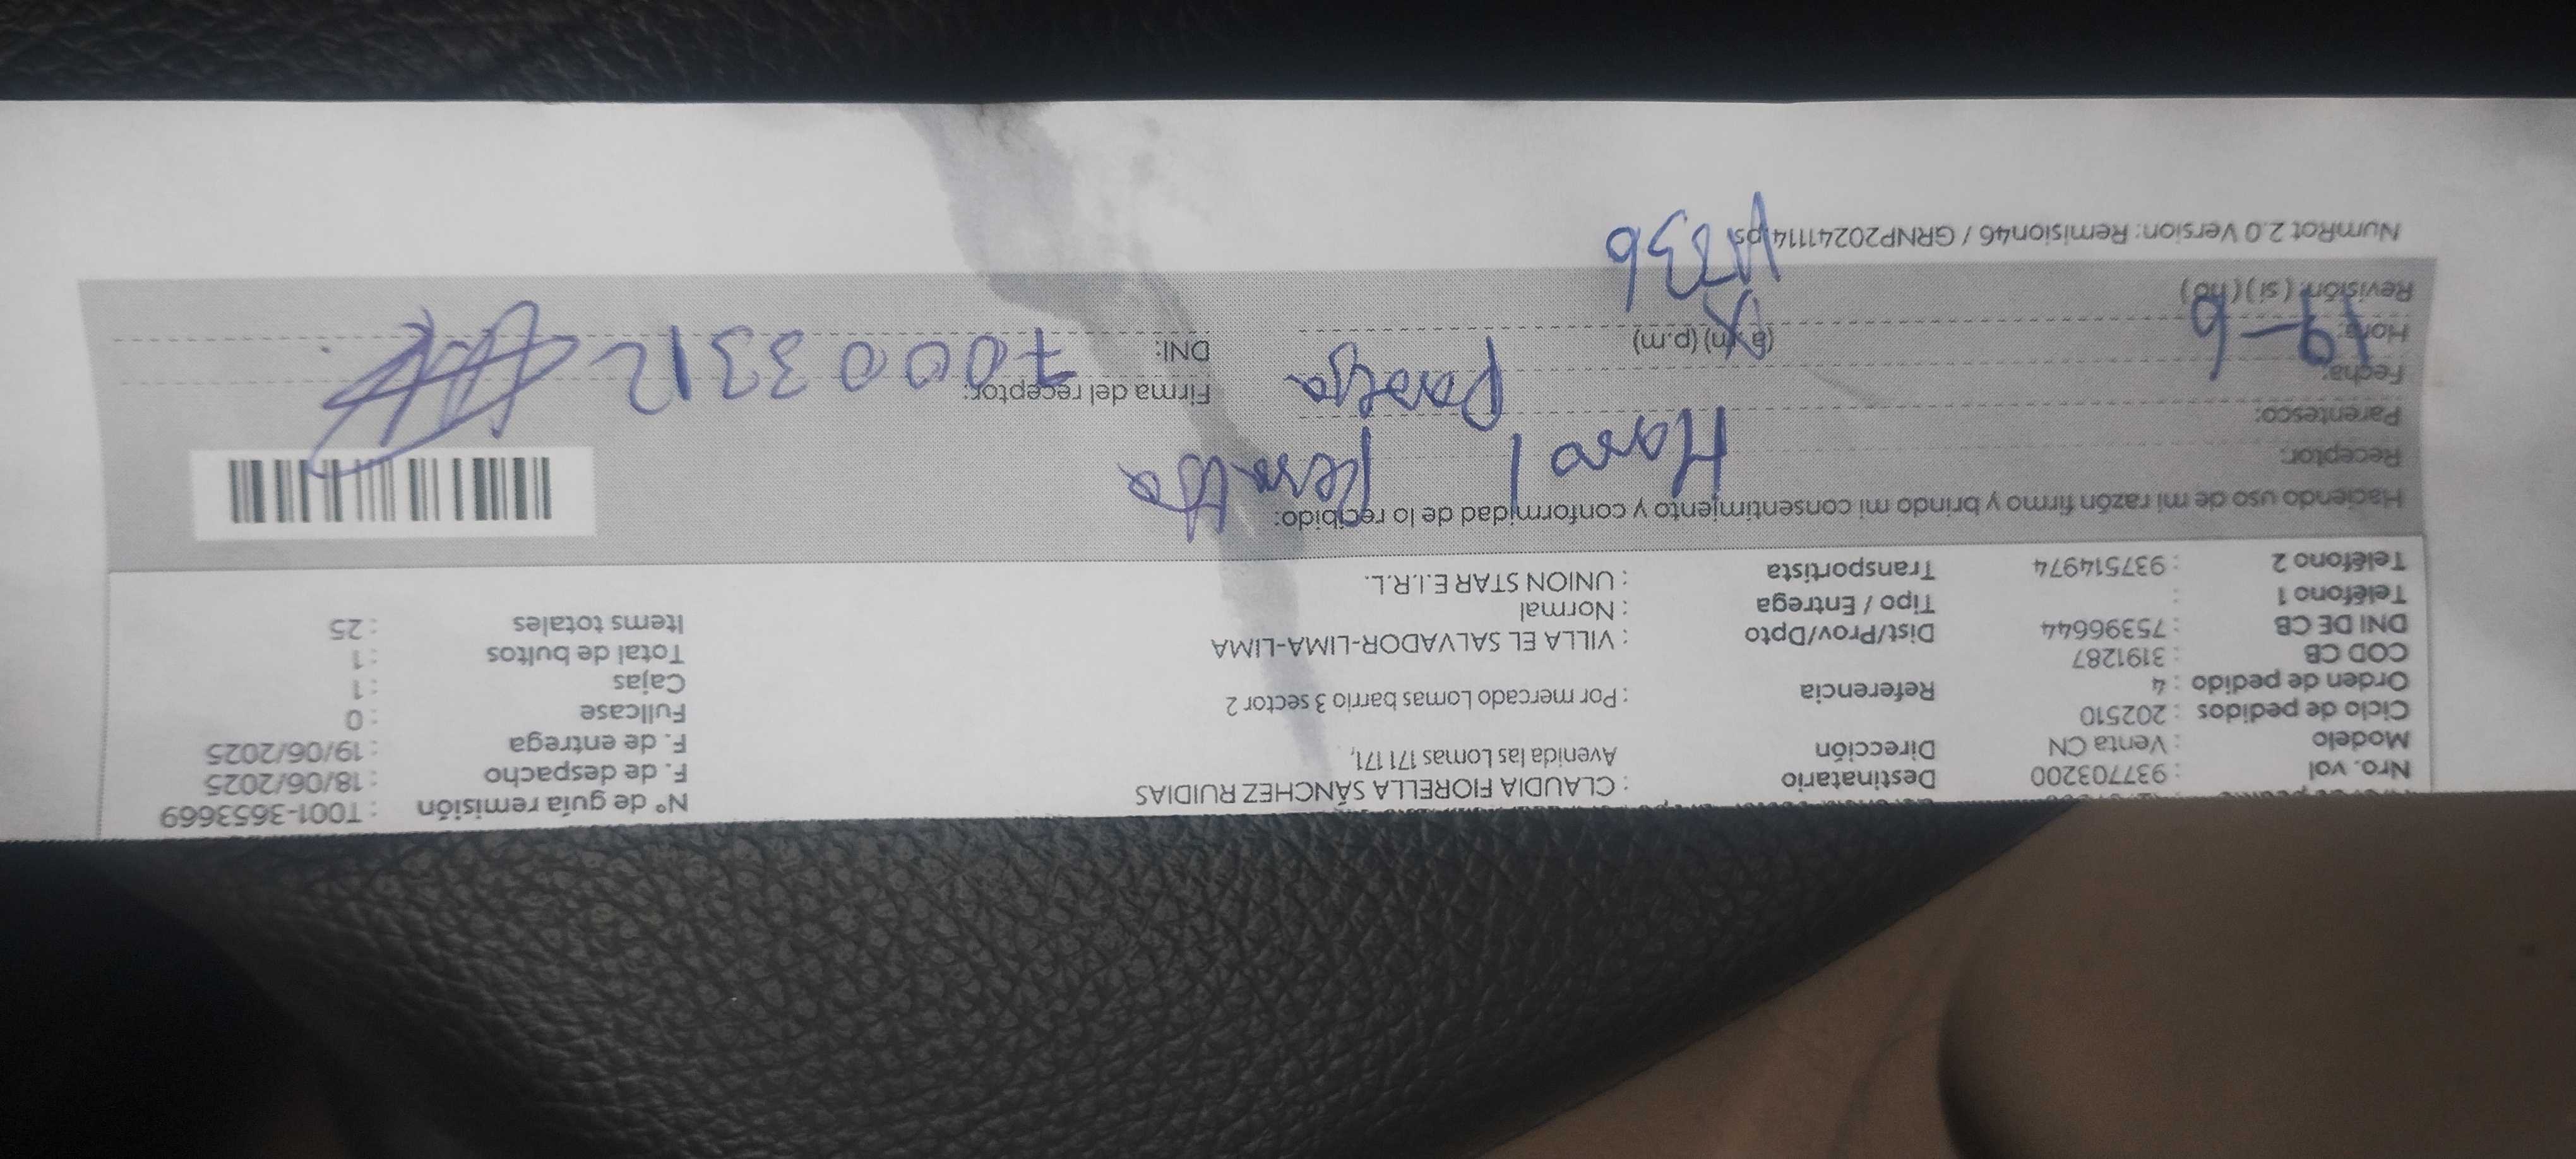 Nro. vol : 937703200
Modelo : Venta CN
Ciclo de pedidos : 202510
Orden de pedido : 4
COD CB : 3191287
DNI DE CB : 75396644
Teléfono 1 :
Teléfono 2 : 937514974
Destinatario : CLAUDIA FIORELLA SÁNCHEZ RUIDIAS
Dirección Avenida las Lomas 171 171,
Referencia : Por mercado Lomas barrio 3 sector 2
Dist/Prov/Dpto : VILLA EL SALVADOR-LIMA-LIMA
Tipo / Entrega : Normal
Transportista : UNION STAR E.I.R.L.
N° de guía remisión : T001-3653669
F. de despacho : 18/06/2025
F. de entrega : 19/06/2025
Fullcase : 0
Cajas : 1
Total de bultos : 1
Items totales : 25
Haciendo uso de mi razón firmo y brindo mi consentimiento y conformidad de lo recibido:
Receptor: Harol
Parentesco: Pareja
Fecha: 19-6
Hora: (a.m) (p.m)
Revisión: (si) (no)
Firma del receptor:
DNI: 70003312
NumRot 2.0 Version: Remision46 / GRNP20241114.ps